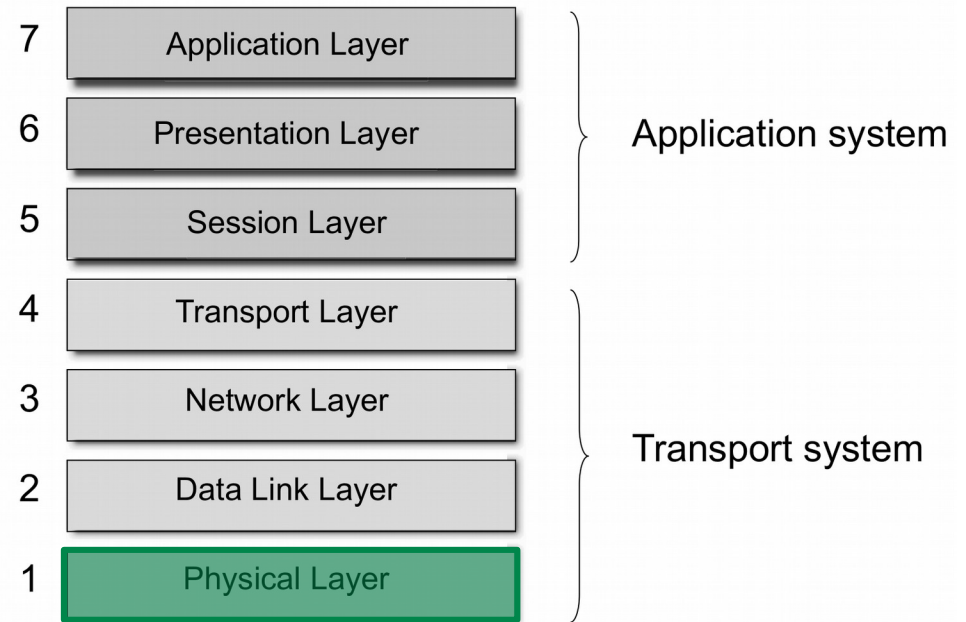 7 Application Layer
6 Presentation Layer
Application system
5 Session Layer
4 Transport Layer
3 Network Layer
Transport system
2 Data Link Layer
1 Physical Layer